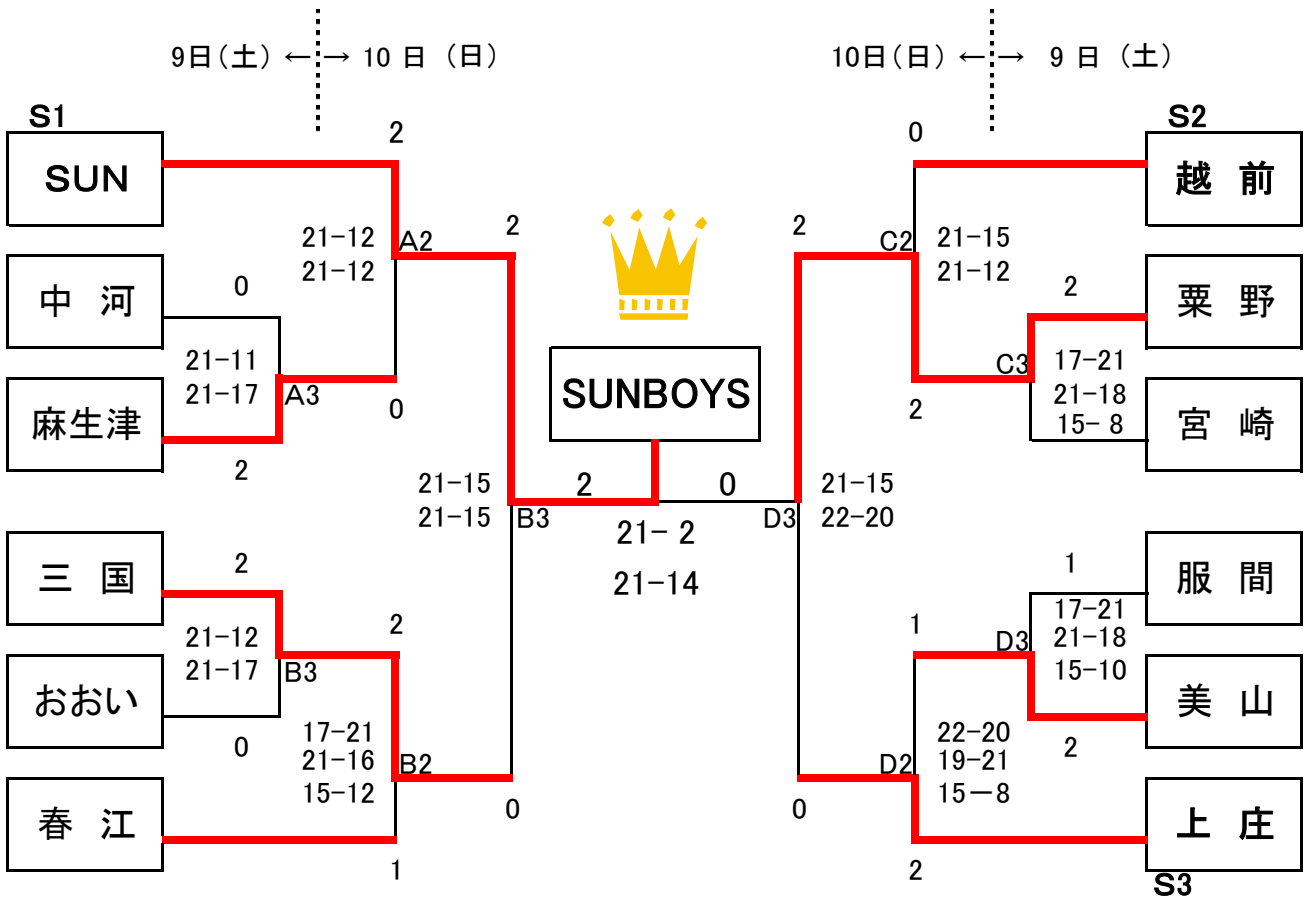 9日(土) ←→ 10 日 (日)
10日(日) ←→ 9 日 (土)
S1
S2
2
0
SUN
越 前
21-12
21-12
A2
2
2
C2
21-15
21-12
中 河
0
2
粟 野
21-11
21-17
A3
0
SUNBOYS
2
C3
17-21
21-18
15- 8
麻生津
2
宮 崎
21-15
21-15
B3
2
0
D3
21-15
22-20
21- 2
21-14
三 国
2
1
服 間
21-12
21-17
B3
2
1
D3
17-21
21-18
15-10
おおい
0
2
美 山
17-21
21-16
15-12
B2
0
0
D2
22-20
19-21
15－8
春 江
1
2
上 庄
S3